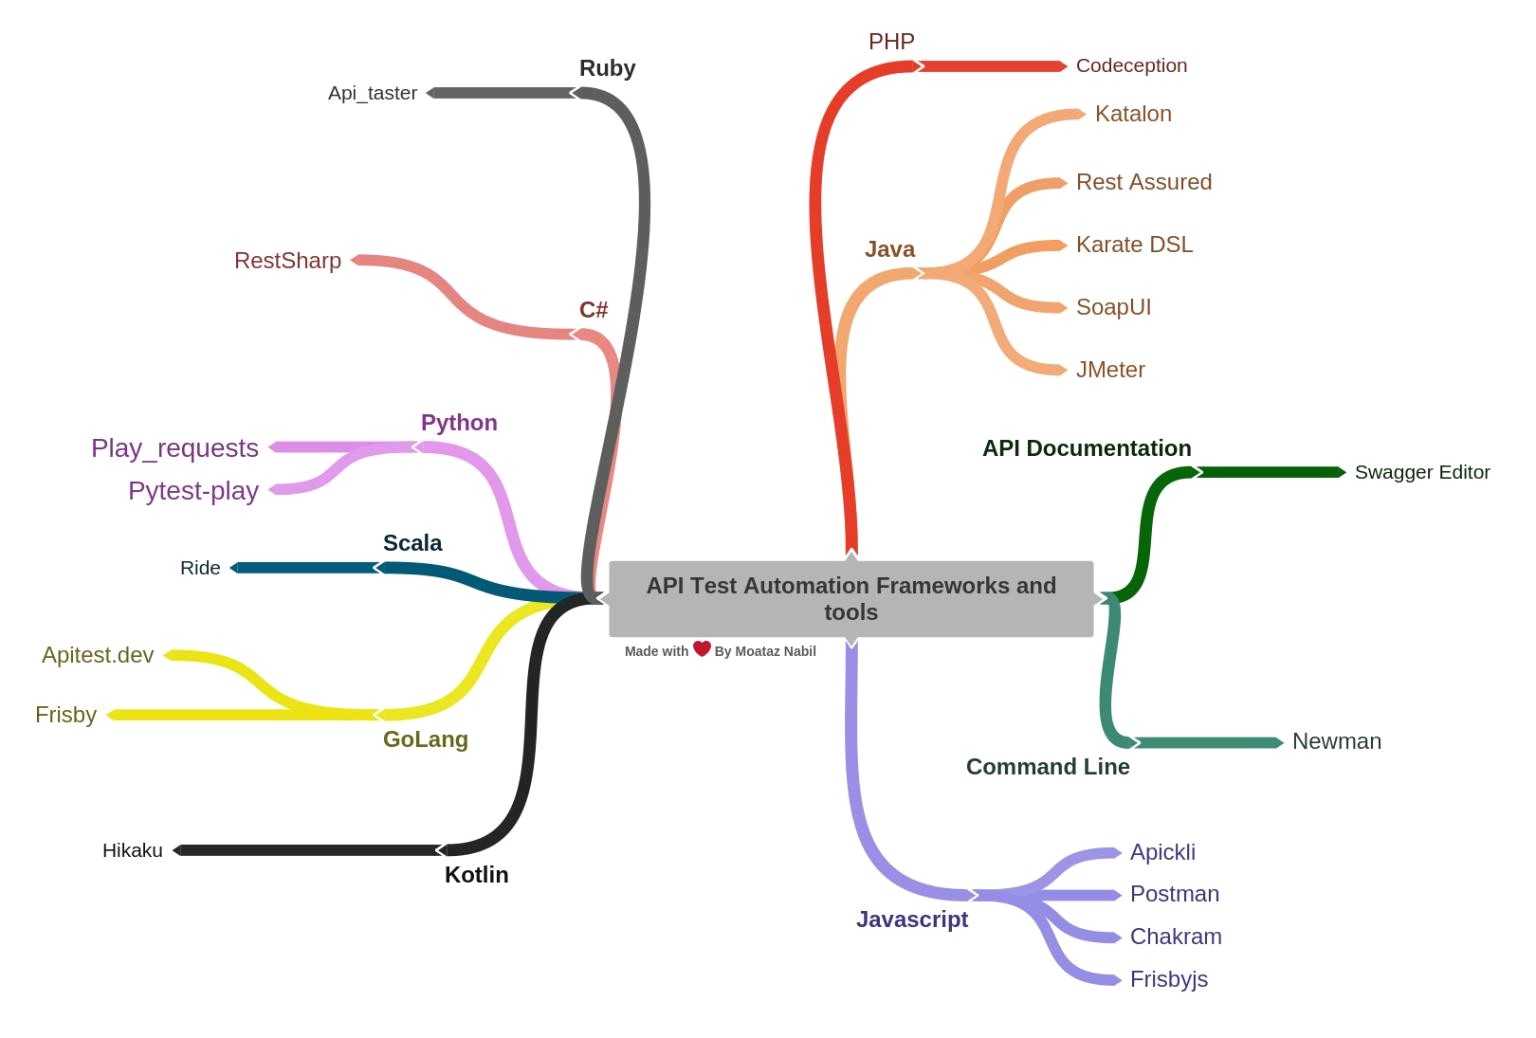 PHP
Codeception
Ruby
Api_taster
Katalon
Rest Assured
Karate DSL
Java
RestSharp
SoapUI
C#
JMeter
Python
Play_requests
Pytest-play
API Documentation
Swagger Editor
Scala
Ride
API Test Automation Frameworks and
tools
Made with ❤ By Moataz Nabil
Apitest.dev
Frisby
GoLang
Newman
Command Line
Hikaku
Kotlin
Apickli
Postman
Javascript
Chakram
Frisbyjs